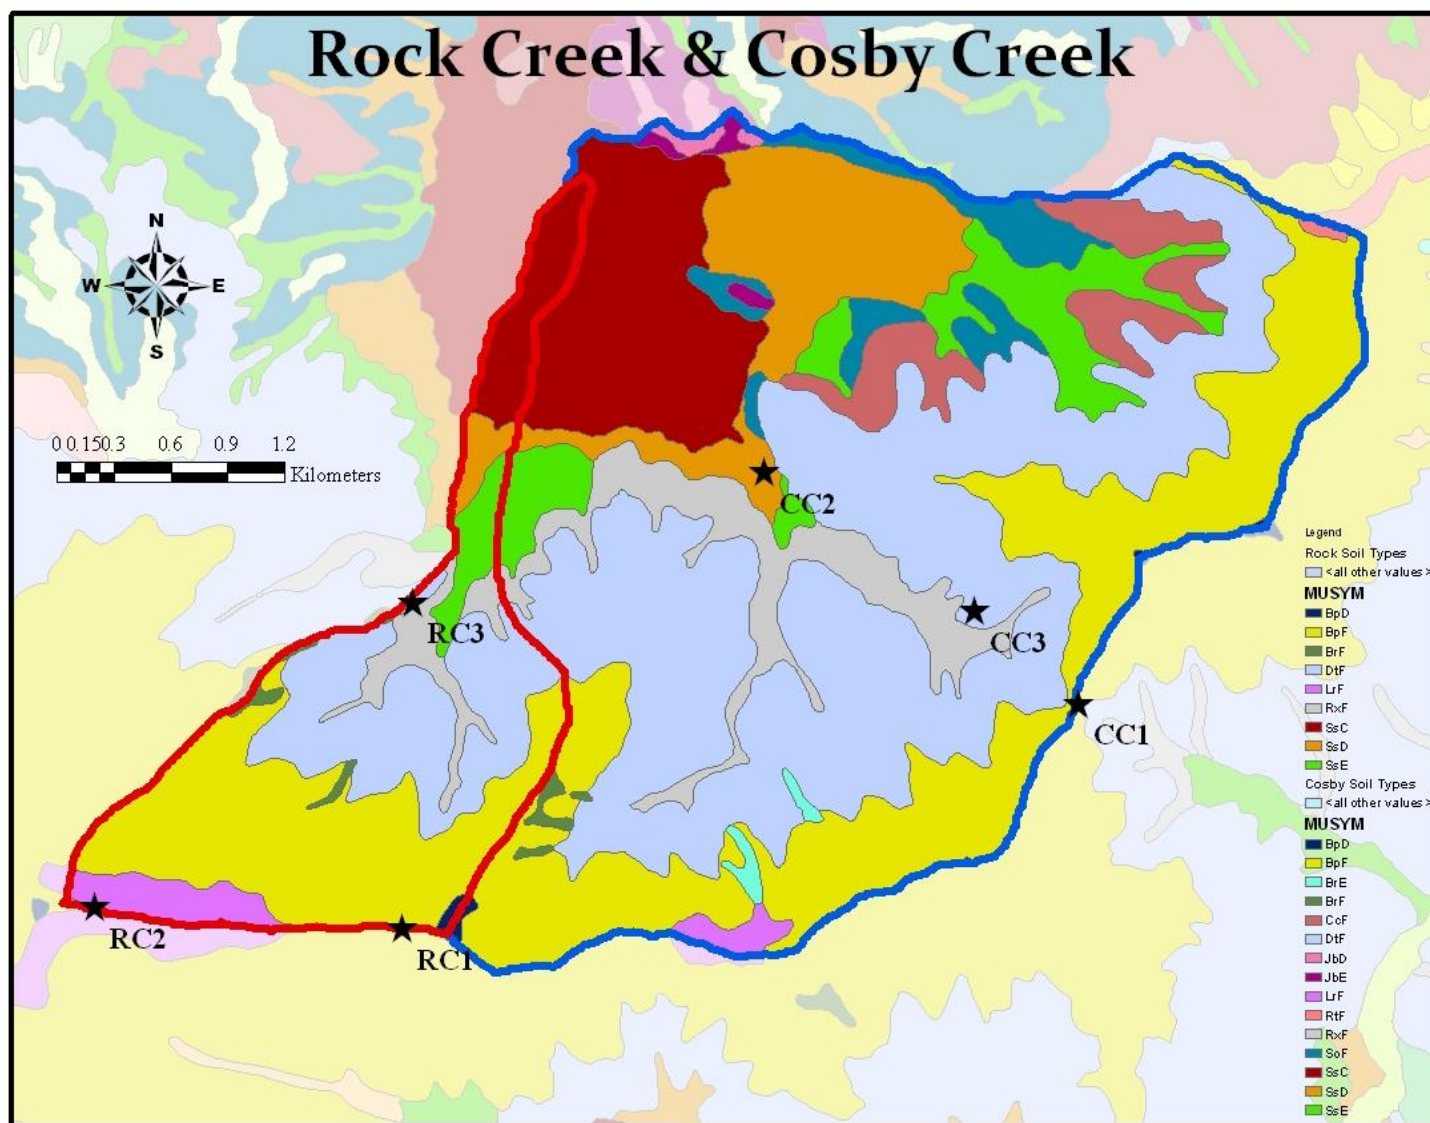 Rock Creek & Cosby Creek
N
W E
S
0 0.15 0.3 0.6 0.9 1.2
Kilometers
CC2
RC3
CC3
CC1
RC2
RC1
Legend
Rock Soil Types
<all other values>
MUSYM
BpD
BpF
BrF
DtF
LrF
RxF
SsC
SsD
SsE
Cosby Soil Types
<all other values>
MUSYM
BpD
BpF
BrE
BrF
CcF
DtF
JbD
JbE
LrF
RtF
RxF
SoF
SsC
SsD
SsE